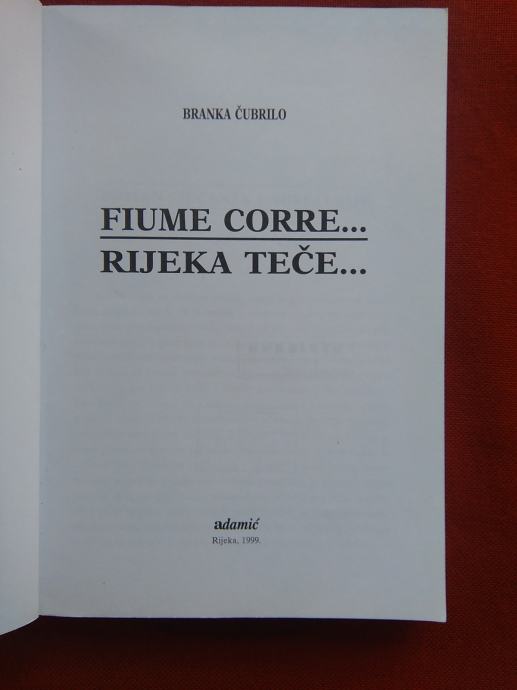 BRANKA ČUBRILO
FIUME CORRE...
RIJEKA TEČE...
adamić
Rijeka, 1999.